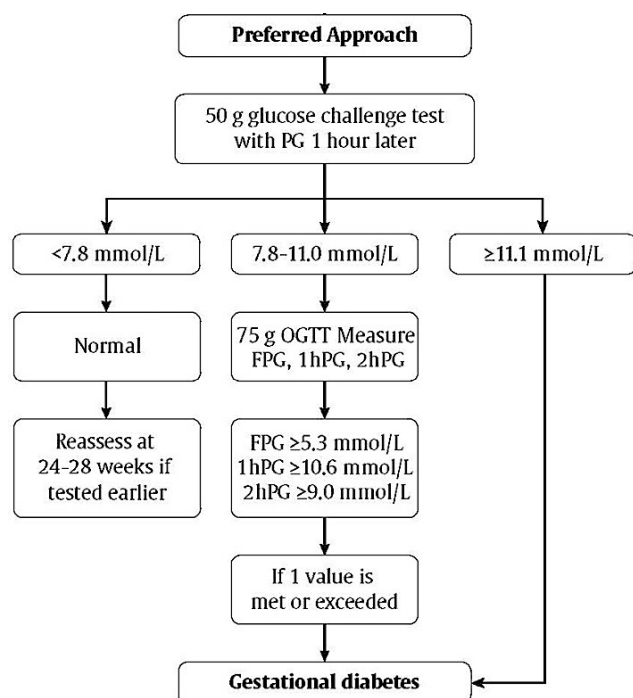 Preferred Approach
50 g glucose challenge test
with PG 1 hour later
<7.8 mmol/L
7.8-11.0 mmol/L
≥11.1 mmol/L
Normal
75 g OGTT Measure
FPG, 1hPG, 2hPG
Reassess at
24-28 weeks if
tested earlier
FPG ≥5.3 mmol/L
1hPG ≥10.6 mmol/L
2hPG ≥9.0 mmol/L
If 1 value is
met or exceeded
Gestational diabetes